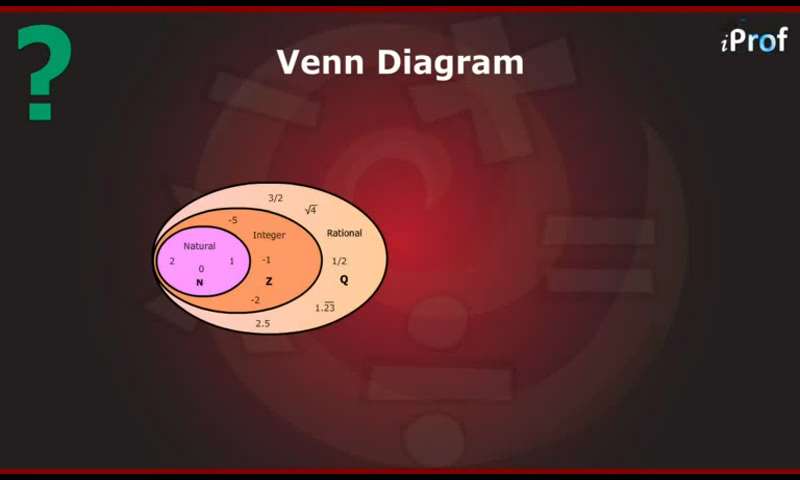 ?
iProf
Venn Diagram
3/2
√4
-5
Integer
Rational
Natural
2
0
1
-1
1/2
N
Z
Q
-2
1.2̅3̅
2.5